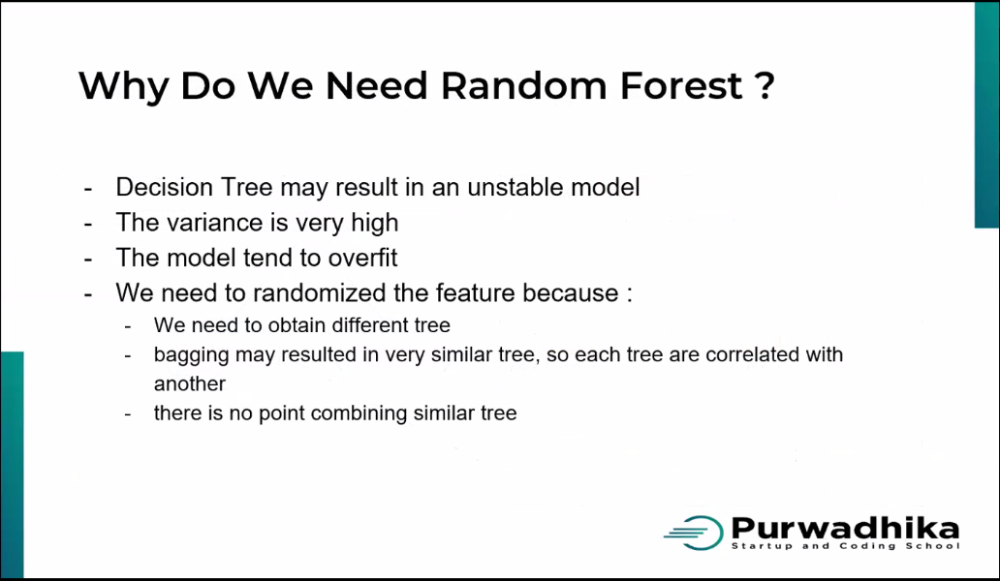 Why Do We Need Random Forest ?
- Decision Tree may result in an unstable model
- The variance is very high
- The model tend to overfit
- We need to randomized the feature because :
- We need to obtain different tree
- bagging may resulted in very similar tree, so each tree are correlated with
another
- there is no point combining similar tree
Purwadhika
Startup and Coding School